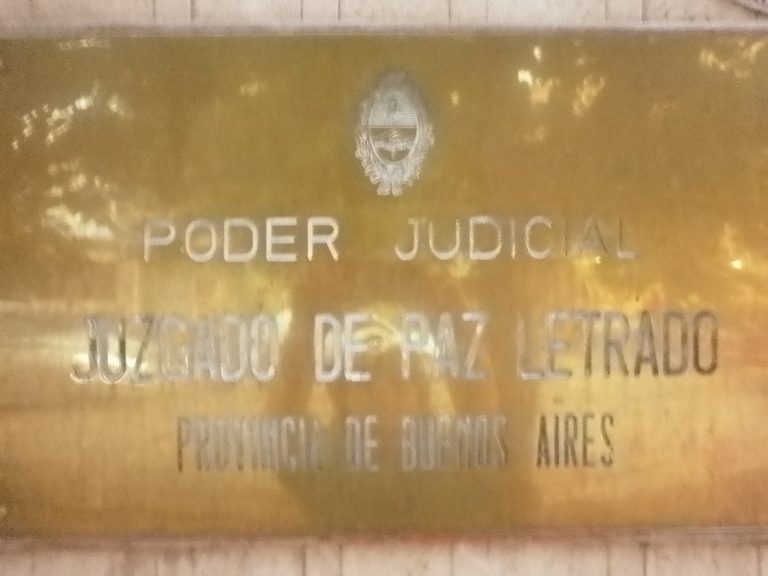 PODER JUDICIAL
JUZGADO DE PAZ LETRADO
PROVINCIA DE BUENOS AIRES